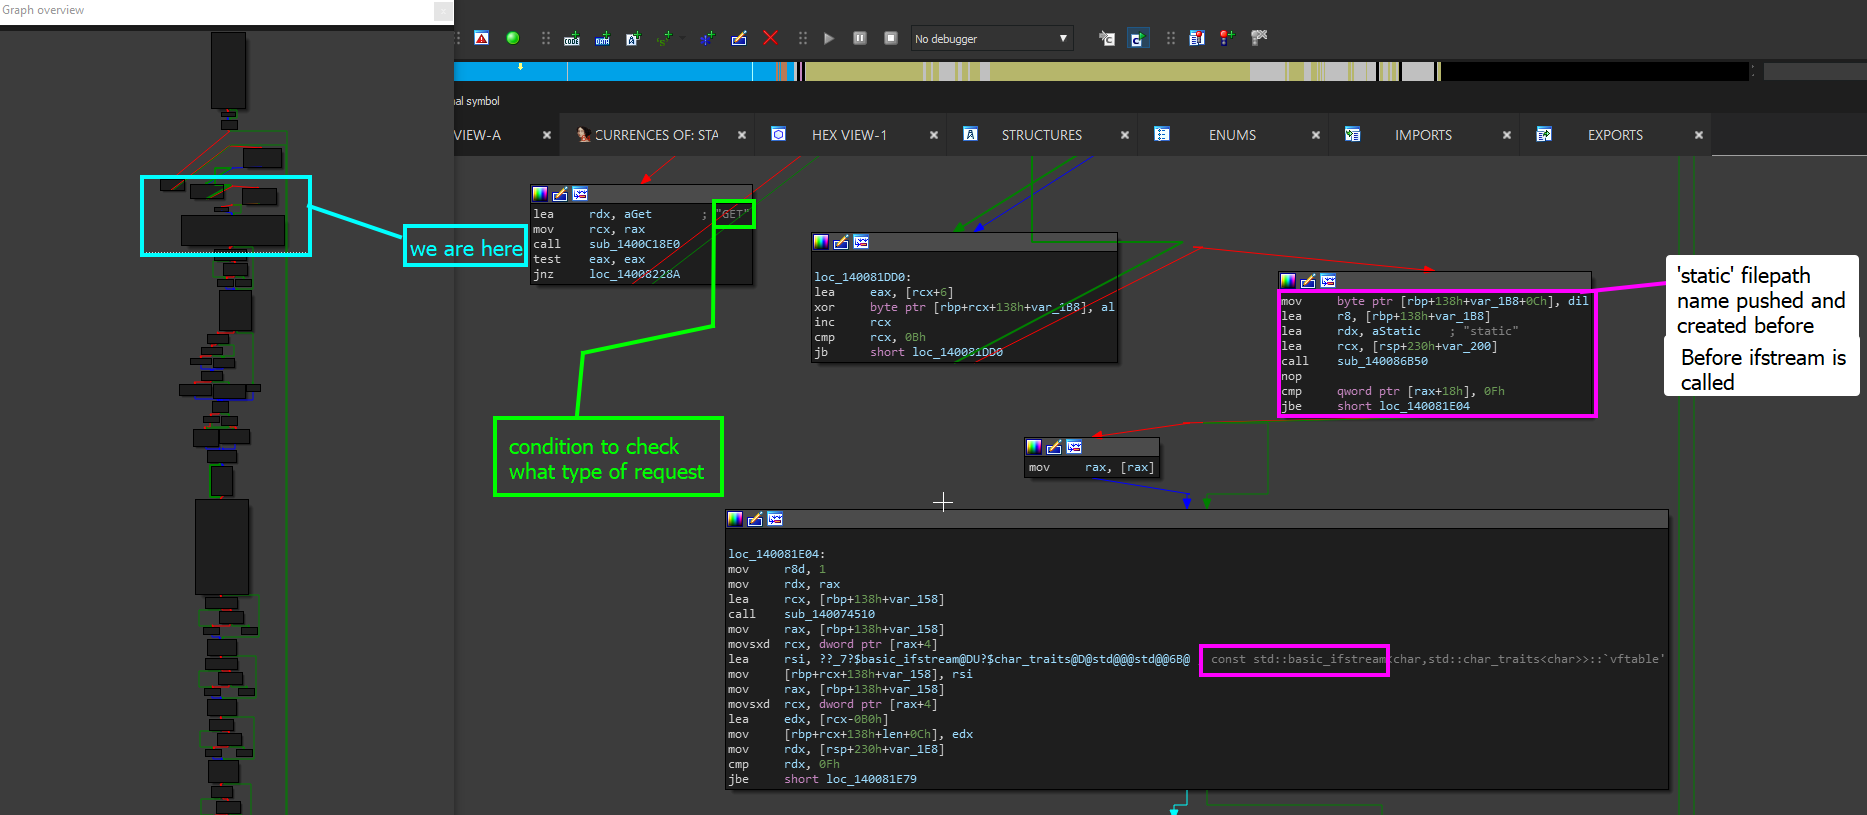 Graph overview
No debugger
nal symbol
VIEW-A
CURRENCES OF: STA
HEX VIEW-1
STRUCTURES
ENUMS
IMPORTS
EXPORTS
we are here
lea rdx, aGet ; "GET"
mov rcx, rax
call sub_1400C18E0
test eax, eax
jnz loc_14008228A
condition to check
what type of request
loc_140081DD0:
lea eax, [rcx+6]
xor byte ptr [rbp+rcx+138h+var_1B8], al
inc rcx
cmp rcx, 0Bh
jb short loc_140081DD0
mov byte ptr [rbp+138h+var_1B8+0Ch], dil
lea r8, [rbp+138h+var_1B8]
lea rdx, aStatic ; "static"
lea rcx, [rsp+230h+var_200]
call sub_140086B50
nop
cmp qword ptr [rax+18h], 0Fh
jbe short loc_140081E04
'static' filepath
name pushed and
created before
Before ifstream is
called
mov rax, [rax]
loc_140081E04:
mov r8d, 1
mov rdx, rax
lea rcx, [rbp+138h+var_158]
call sub_140074510
mov rax, [rbp+138h+var_158]
movsxd rcx, dword ptr [rax+4]
lea rsi, ??_7?$basic_ifstream@DU?$char_traits@D@std@@@std@@6B@ const std::basic_ifstream<char,std::char_traits<char>>::`vftable'
mov [rbp+rcx+138h+var_158], rsi
mov rax, [rbp+138h+var_158]
movsxd rcx, dword ptr [rax+4]
lea edx, [rcx-0B0h]
mov [rbp+rcx+138h+len+0Ch], edx
mov rdx, [rsp+230h+var_1E8]
cmp rdx, 0Fh
jbe short loc_140081E79